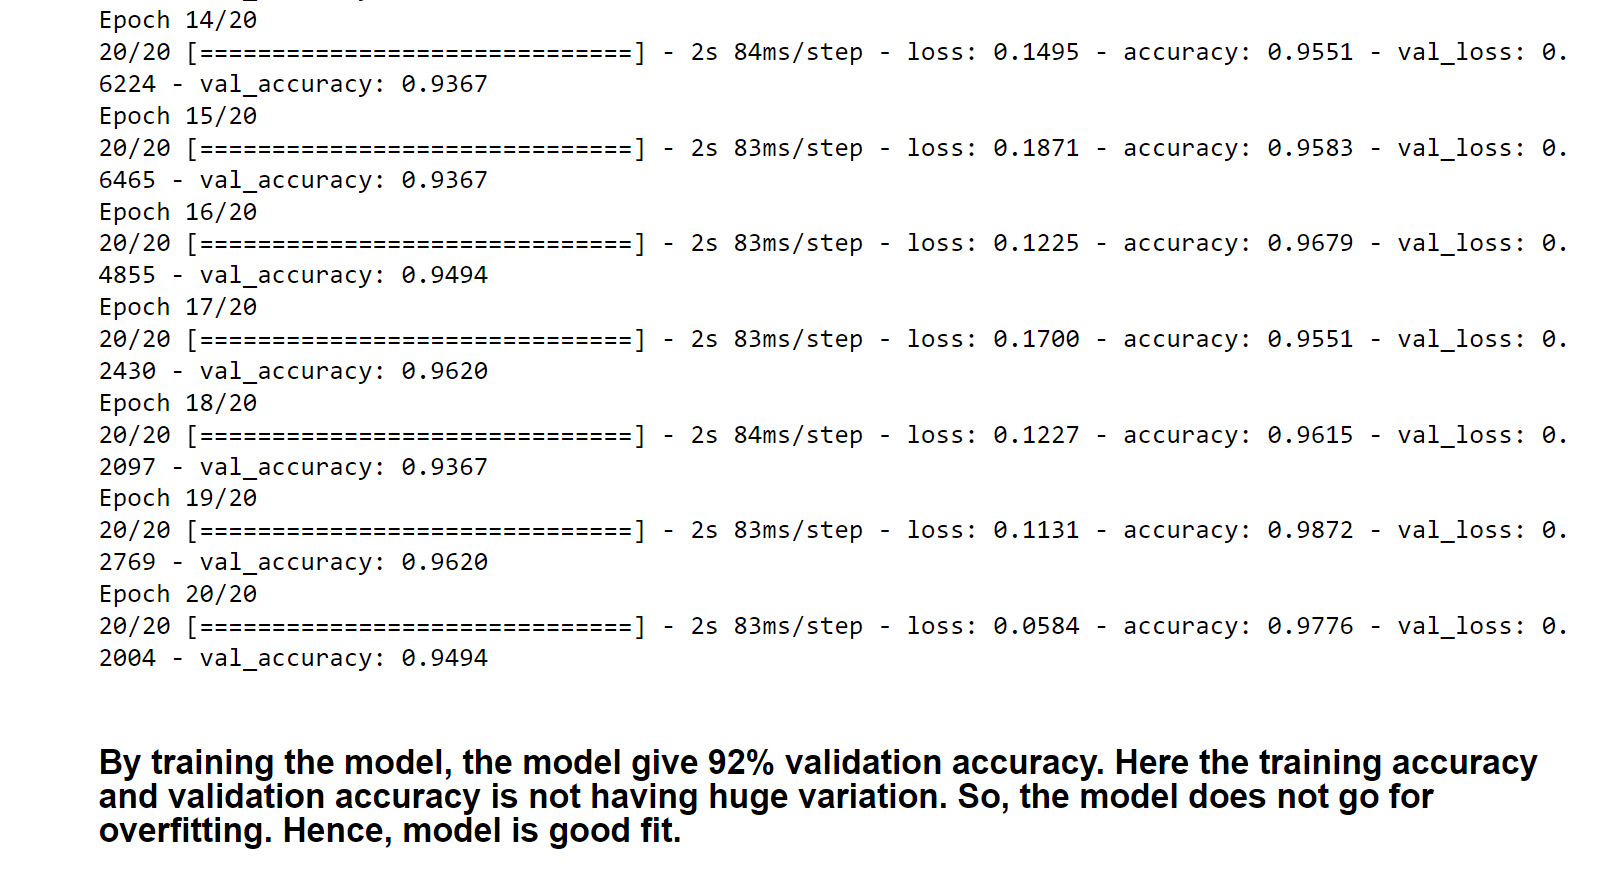 Epoch 14/20
20/20 [==============================] - 2s 84ms/step - loss: 0.1495 - accuracy: 0.9551 - val_loss: 0.
6224 - val_accuracy: 0.9367
Epoch 15/20
20/20 [==============================] - 2s 83ms/step - loss: 0.1871 - accuracy: 0.9583 - val_loss: 0.
6465 - val_accuracy: 0.9367
Epoch 16/20
20/20 [==============================] - 2s 83ms/step - loss: 0.1225 - accuracy: 0.9679 - val_loss: 0.
4855 - val_accuracy: 0.9494
Epoch 17/20
20/20 [==============================] - 2s 83ms/step - loss: 0.1700 - accuracy: 0.9551 - val_loss: 0.
2430 - val_accuracy: 0.9620
Epoch 18/20
20/20 [==============================] - 2s 84ms/step - loss: 0.1227 - accuracy: 0.9615 - val_loss: 0.
2097 - val_accuracy: 0.9367
Epoch 19/20
20/20 [==============================] - 2s 83ms/step - loss: 0.1131 - accuracy: 0.9872 - val_loss: 0.
2769 - val_accuracy: 0.9620
Epoch 20/20
20/20 [==============================] - 2s 83ms/step - loss: 0.0584 - accuracy: 0.9776 - val_loss: 0.
2004 - val_accuracy: 0.9494
By training the model, the model give 92% validation accuracy. Here the training accuracy
and validation accuracy is not having huge variation. So, the model does not go for
overfitting. Hence, model is good fit.